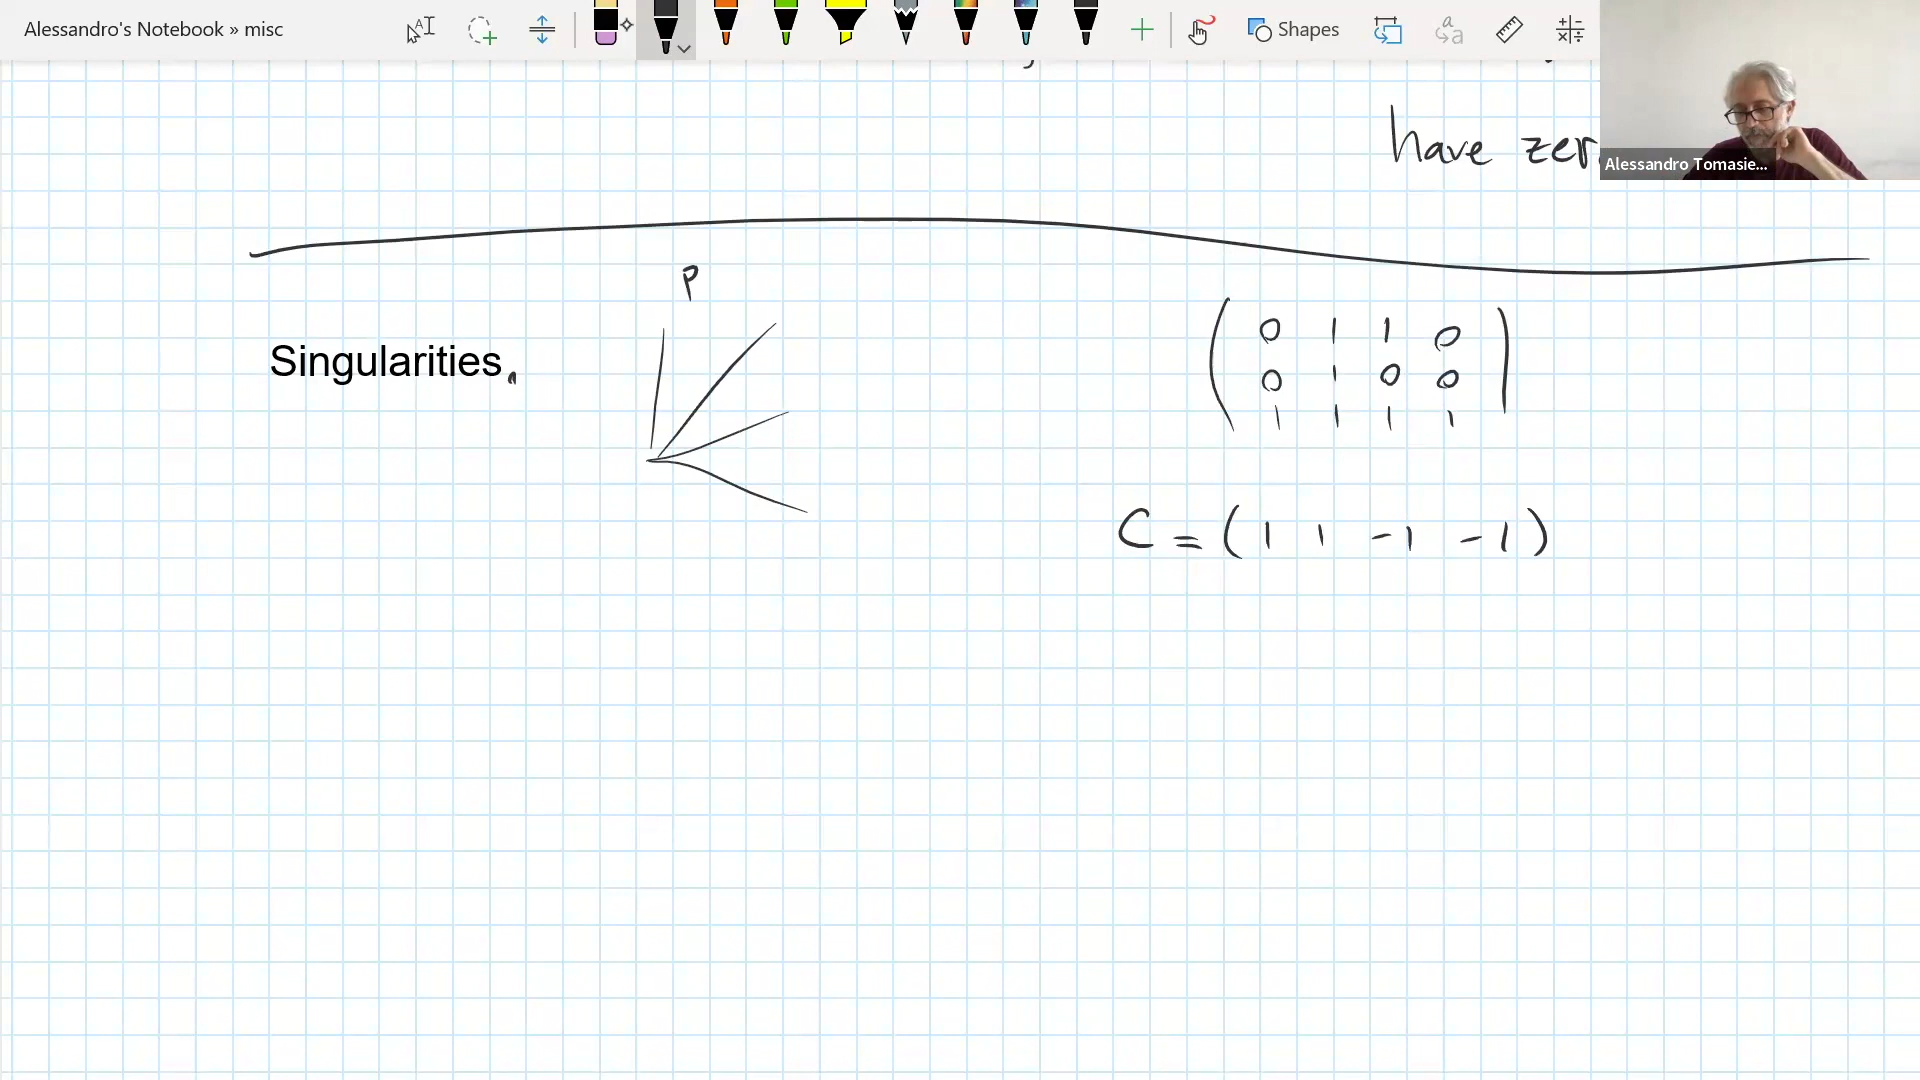 Alessandro's Notebook » misc
Shapes
have zer
Alessandro Tomasie...
P
Singularities.
0 1 1 0
0 1 0 0
1 1 1 1
C = ( 1 1 -1 -1 )